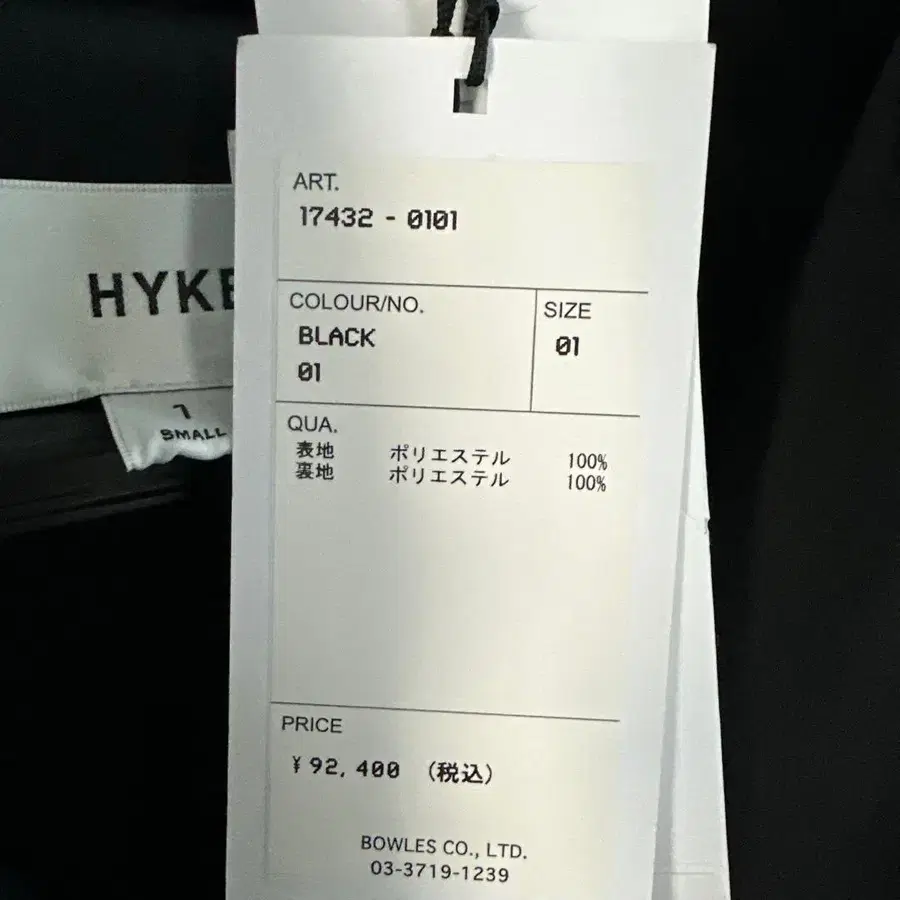 HYKE
1
SMALL
ART.
17432 - 0101
COLOUR/NO.
BLACK
01
SIZE
01
QUA.
表地 ポリエステル 100%
裏地 ポリエステル 100%
PRICE
¥92,400 (税込)
BOWLES CO., LTD.
03-3719-1239